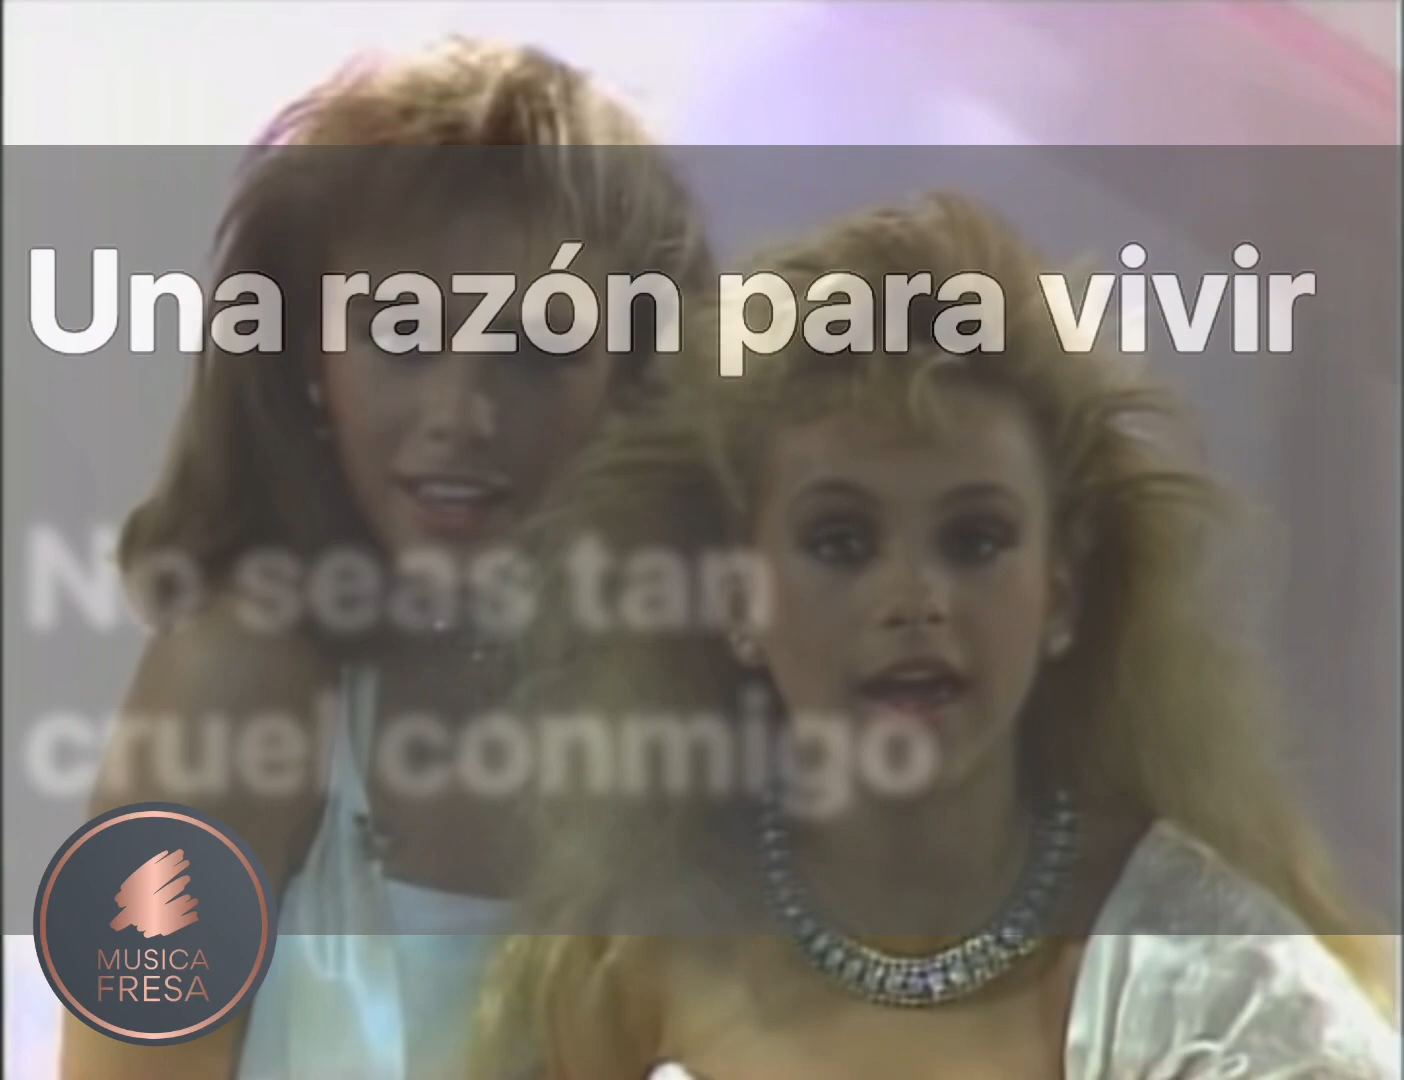 Una razón para vivir
No seas tan
cruel conmigo
MUSICA
FRESA